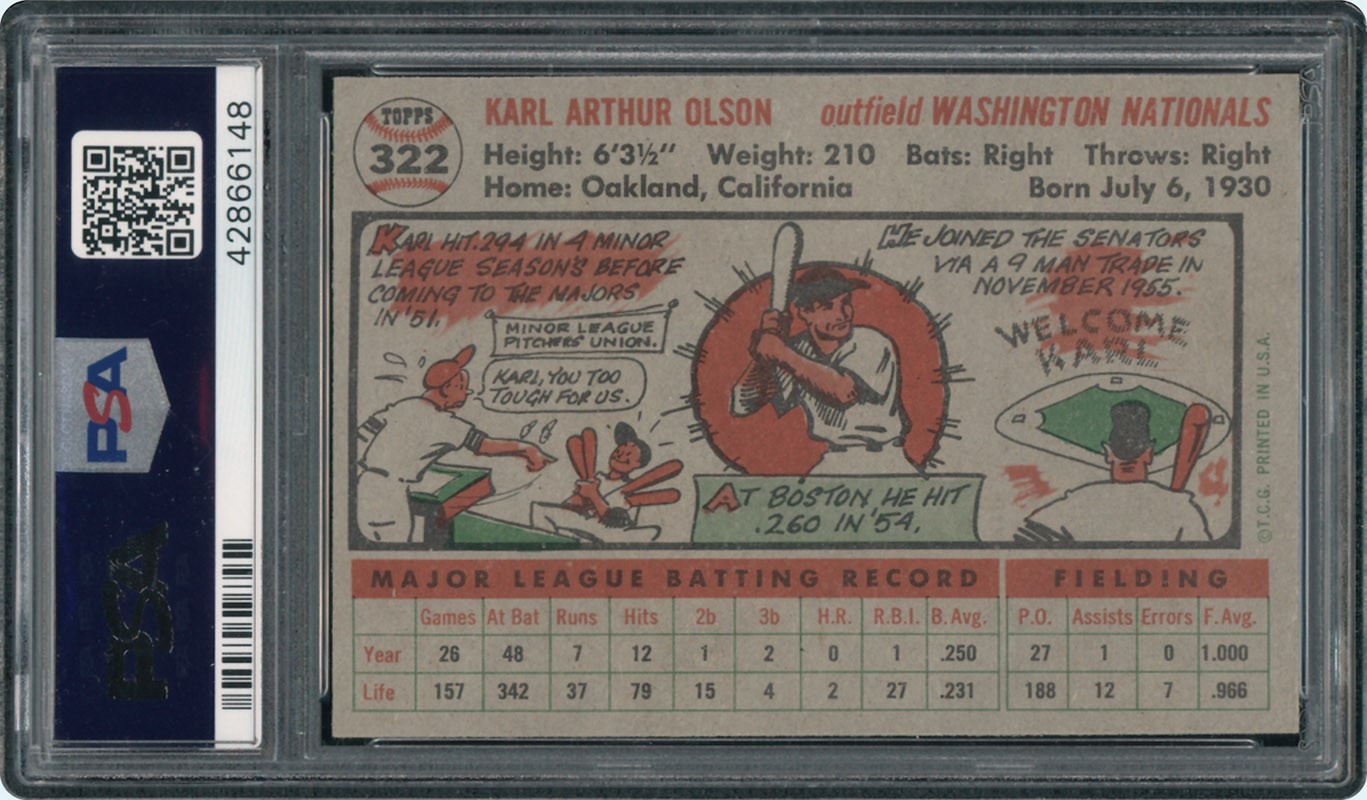 42866148
PSA
PSA
TOPPS
322
KARL ARTHUR OLSON outfield WASHINGTON NATIONALS
Height: 6'3½" Weight: 210 Bats: Right Throws: Right
Home: Oakland, California Born July 6, 1930
KARL HIT .294 IN 4 MINOR
LEAGUE SEASON'S BEFORE
COMING TO THE MAJORS
IN '51.
MINOR LEAGUE
PITCHERS' UNION.
KARL, YOU TOO
TOUGH FOR US.
AT BOSTON, HE HIT
.260 IN '54.
HE JOINED THE SENATORS
VIA A 9 MAN TRADE IN
NOVEMBER 1955.
WELCOME
KARL
©T.C.G. PRINTED IN U.S.A.
MAJOR LEAGUE BATTING RECORD FIELDING
Games At Bat Runs Hits 2b 3b H.R. R.B.I. B. Avg. P.O. Assists Errors F. Avg.
Year 26 48 7 12 1 2 0 1 .250 27 1 0 1.000
Life 157 342 37 79 15 4 2 27 .231 188 12 7 .966